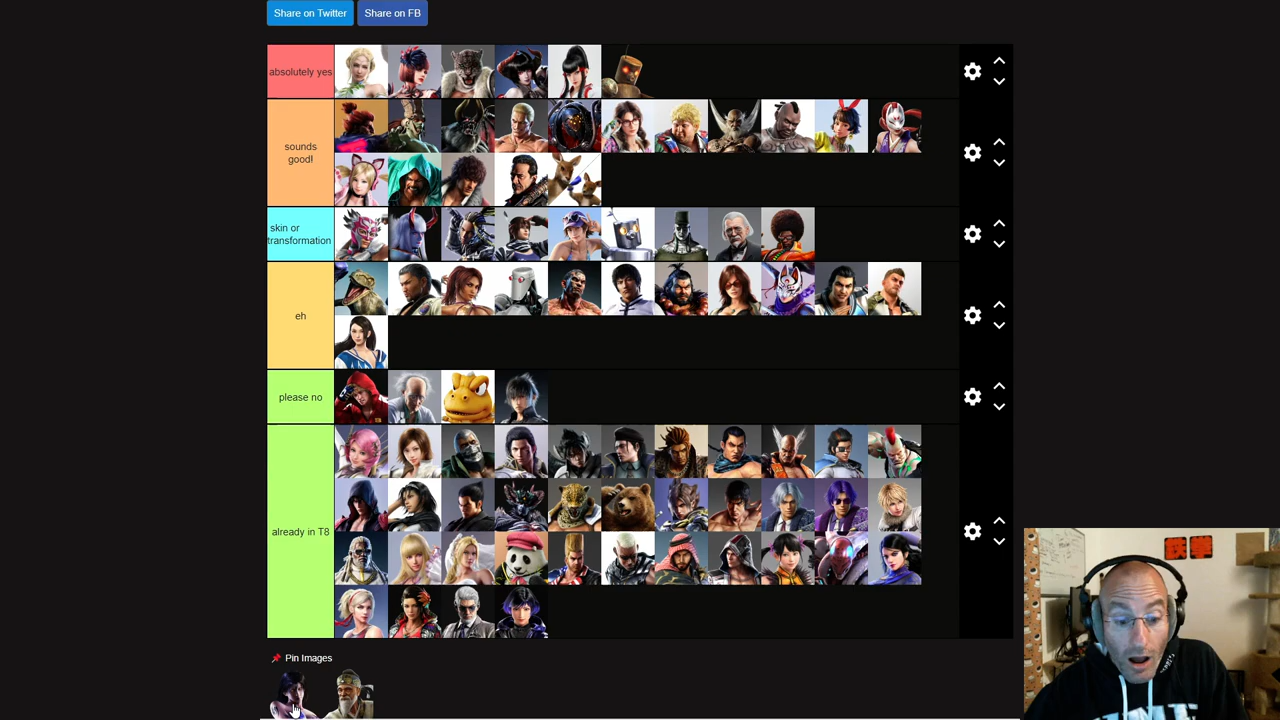 Share on Twitter
Share on FB
absolutely yes
sounds
good!
skin or
transformation
eh
please no
already in T8
Pin Images